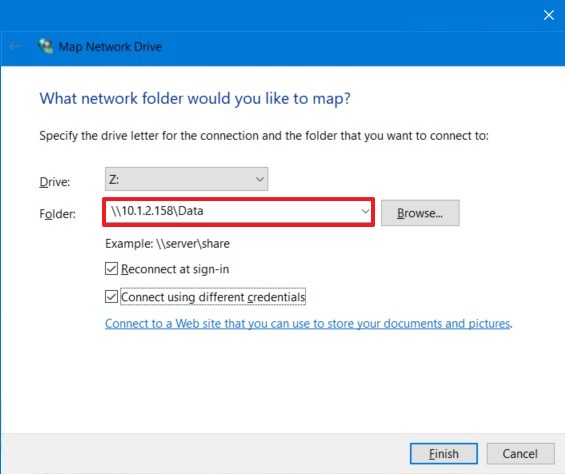 Map Network Drive
What network folder would you like to map?
Specify the drive letter for the connection and the folder that you want to connect to:
Drive: Z:
Folder: \\10.1.2.158\Data Browse...
Example: \\server\share
Reconnect at sign-in
Connect using different credentials
Connect to a Web site that you can use to store your documents and pictures.
Finish Cancel